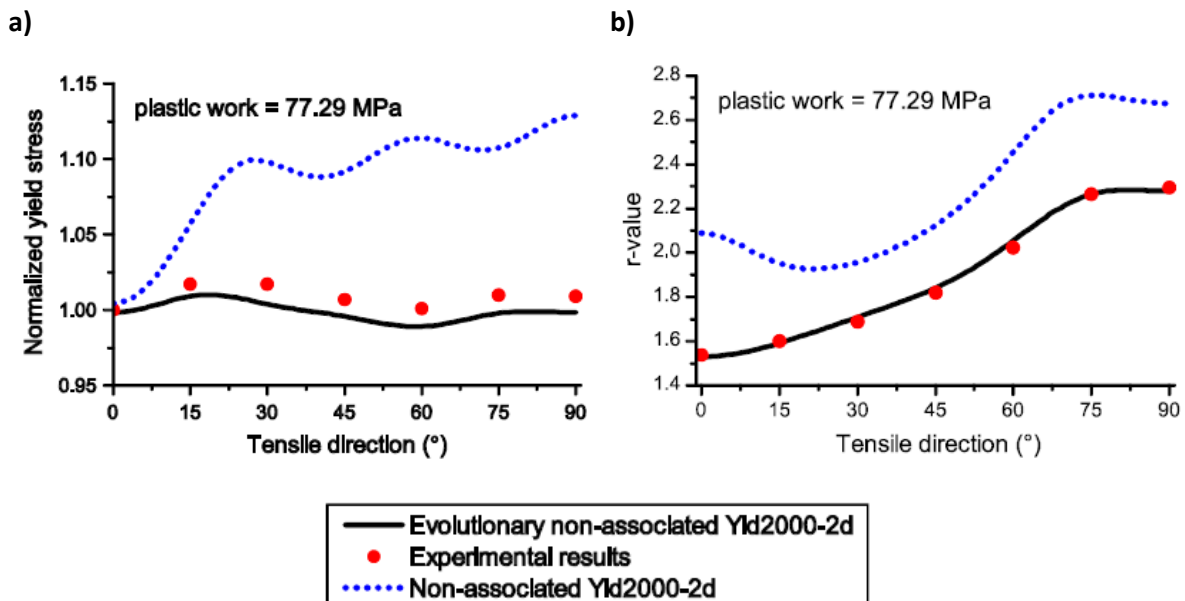 a)
plastic work = 77.29 MPa
Normalized yield stress
1.15
1.10
1.05
1.00
0.95
0 15 30 45 60 75 90
Tensile direction (°)
b)
plastic work = 77.29 MPa
r-value
2.8
2.6
2.4
2.2
2.0
1.8
1.6
1.4
0 15 30 45 60 75 90
Tensile direction (°)
Evolutionary non-associated Yld2000-2d
Experimental results
Non-associated Yld2000-2d